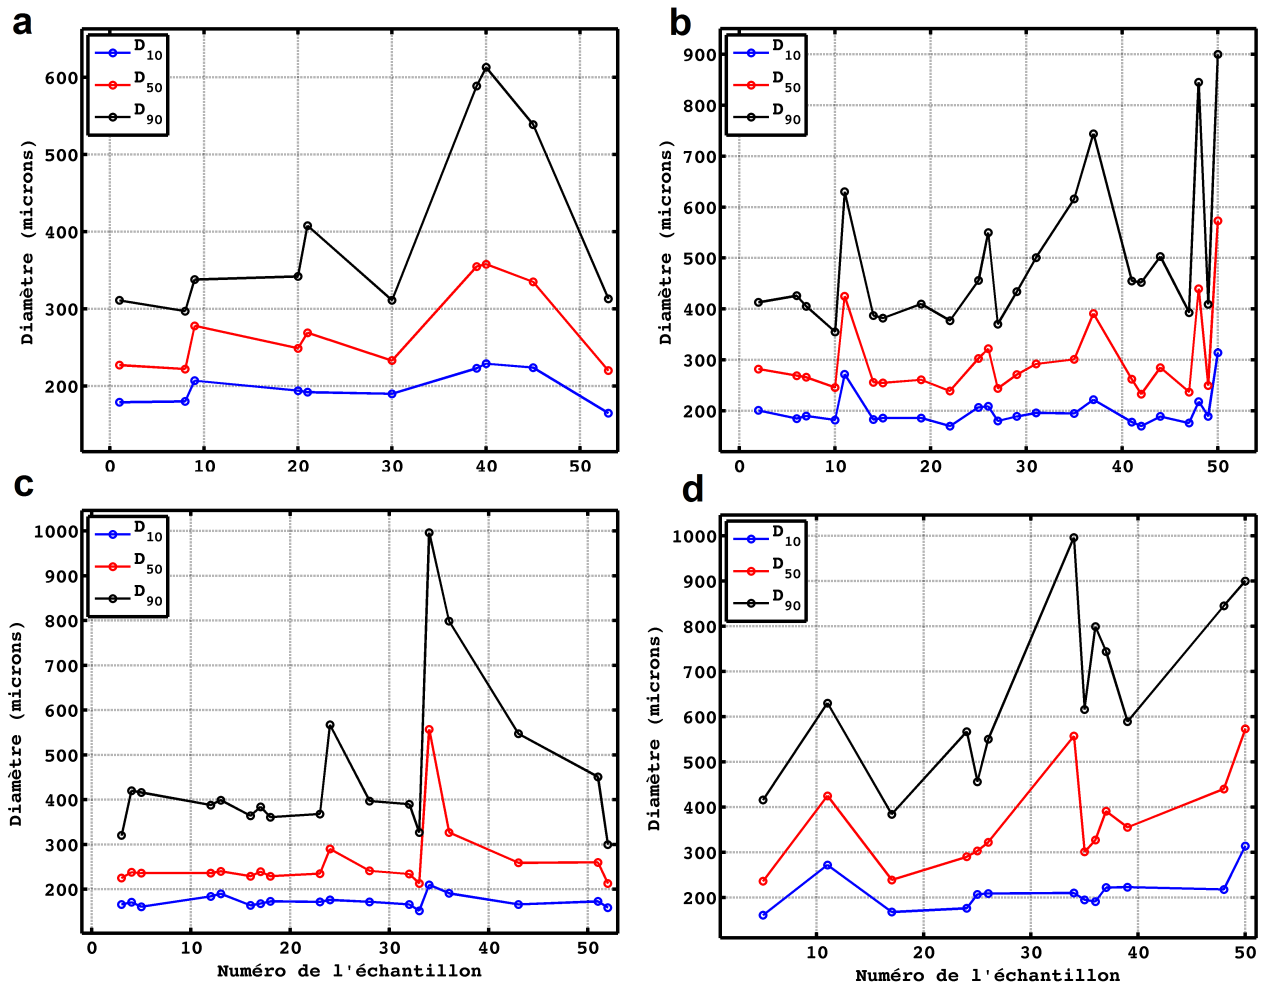 a
D10
D50
D90
Diamètre (microns)
600
500
400
300
200
0 10 20 30 40 50
b
D10
D50
D90
Diamètre (microns)
900
800
700
600
500
400
300
200
0 10 20 30 40 50
c
D10
D50
D90
Diamètre (microns)
1000
900
800
700
600
500
400
300
200
0 10 20 30 40 50
Numéro de l'échantillon
d
D10
D50
D90
Diamètre (microns)
1000
900
800
700
600
500
400
300
200
10 20 30 40 50
Numéro de l'échantillon